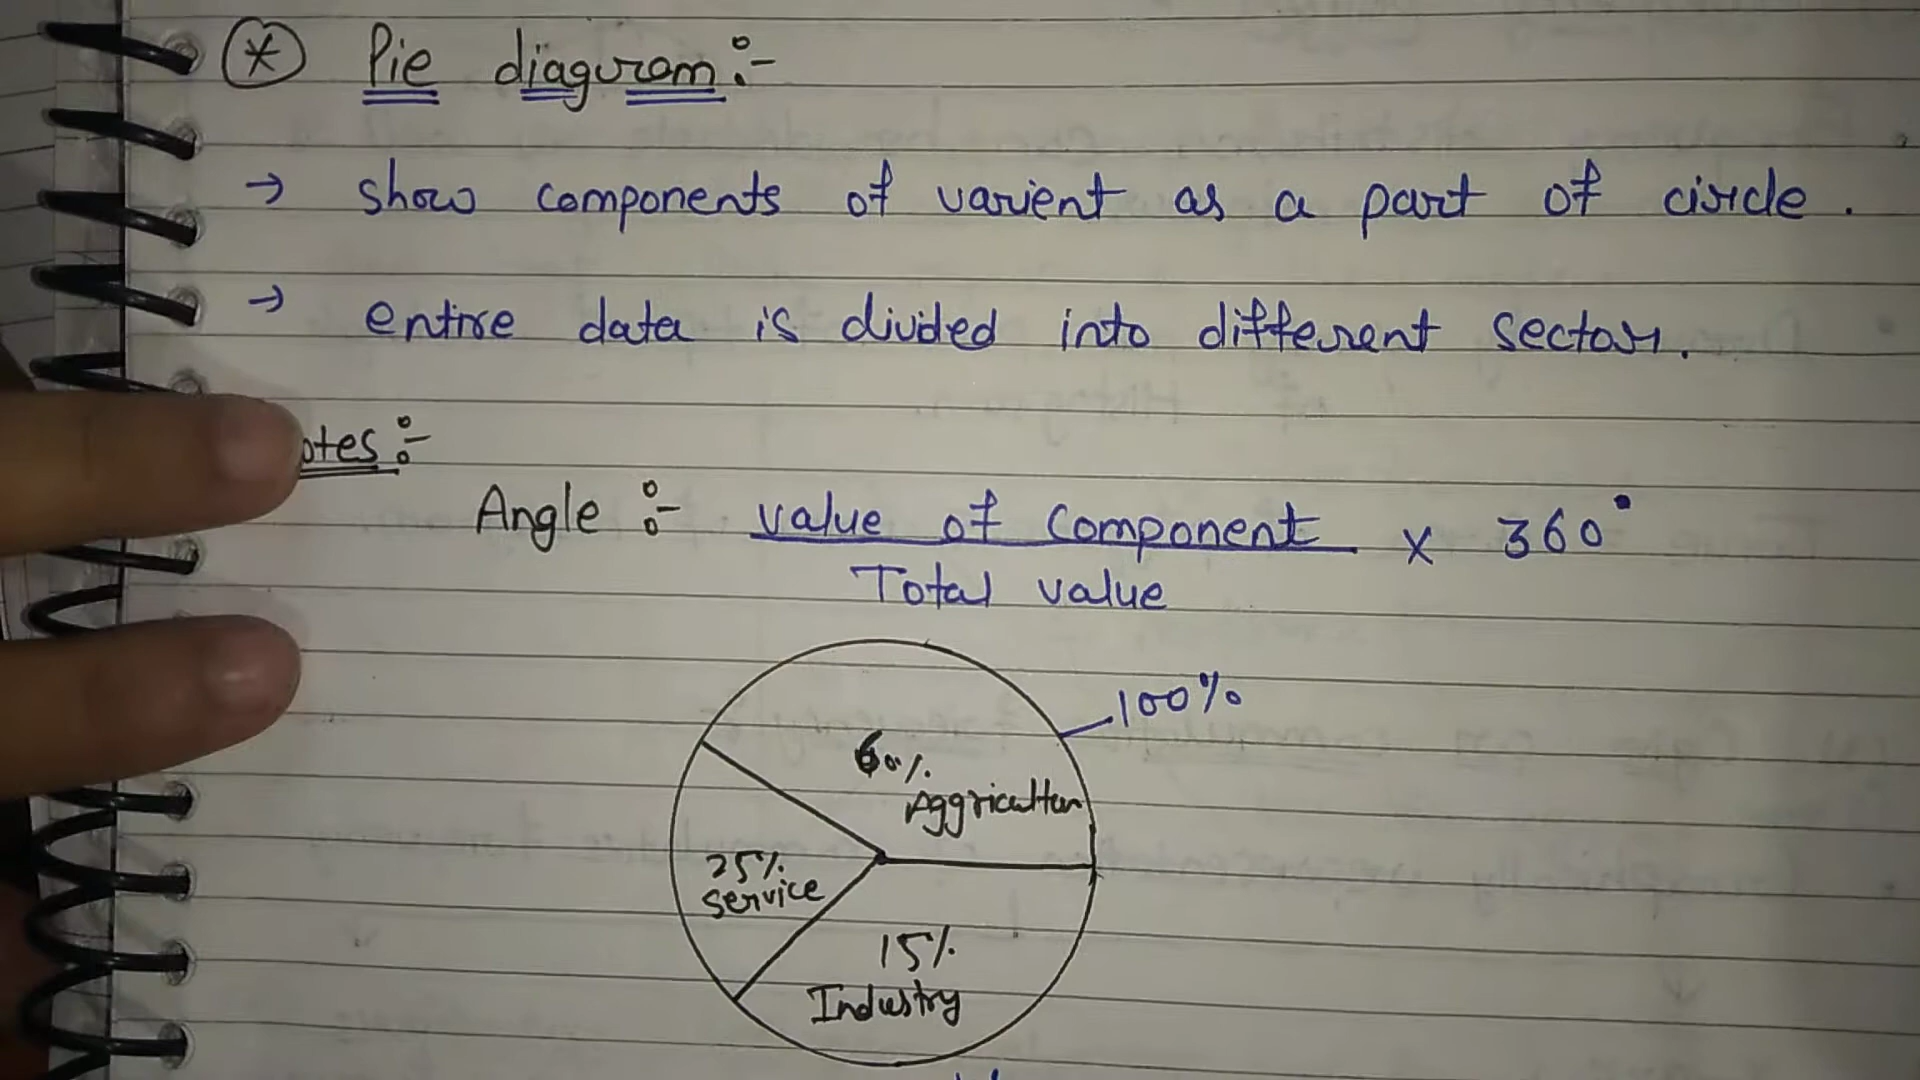 * Pie diagram :-
→ show components of varient as a part of circle.
→ entire data is divided into different sectors.
otes :-
Angle :- value of component × 360°
Total value
100%
60%
Aggricultur
25%
Service
15%
Industry